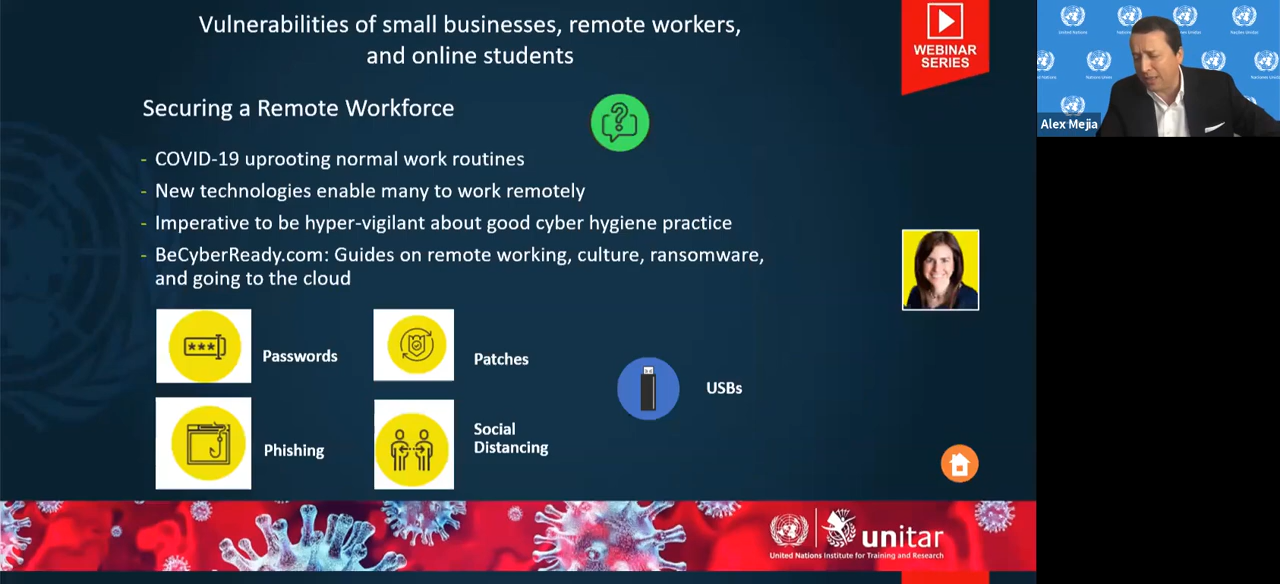 Vulnerabilities of small businesses, remote workers,
and online students
WEBINAR
SERIES
Securing a Remote Workforce
- COVID-19 uprooting normal work routines
- New technologies enable many to work remotely
- Imperative to be hyper-vigilant about good cyber hygiene practice
- BeCyberReady.com: Guides on remote working, culture, ransomware,
and going to the cloud
Passwords
Patches
USBs
Phishing
Social
Distancing
unitar
United Nations Institute for Training and Research
Alex Mejia